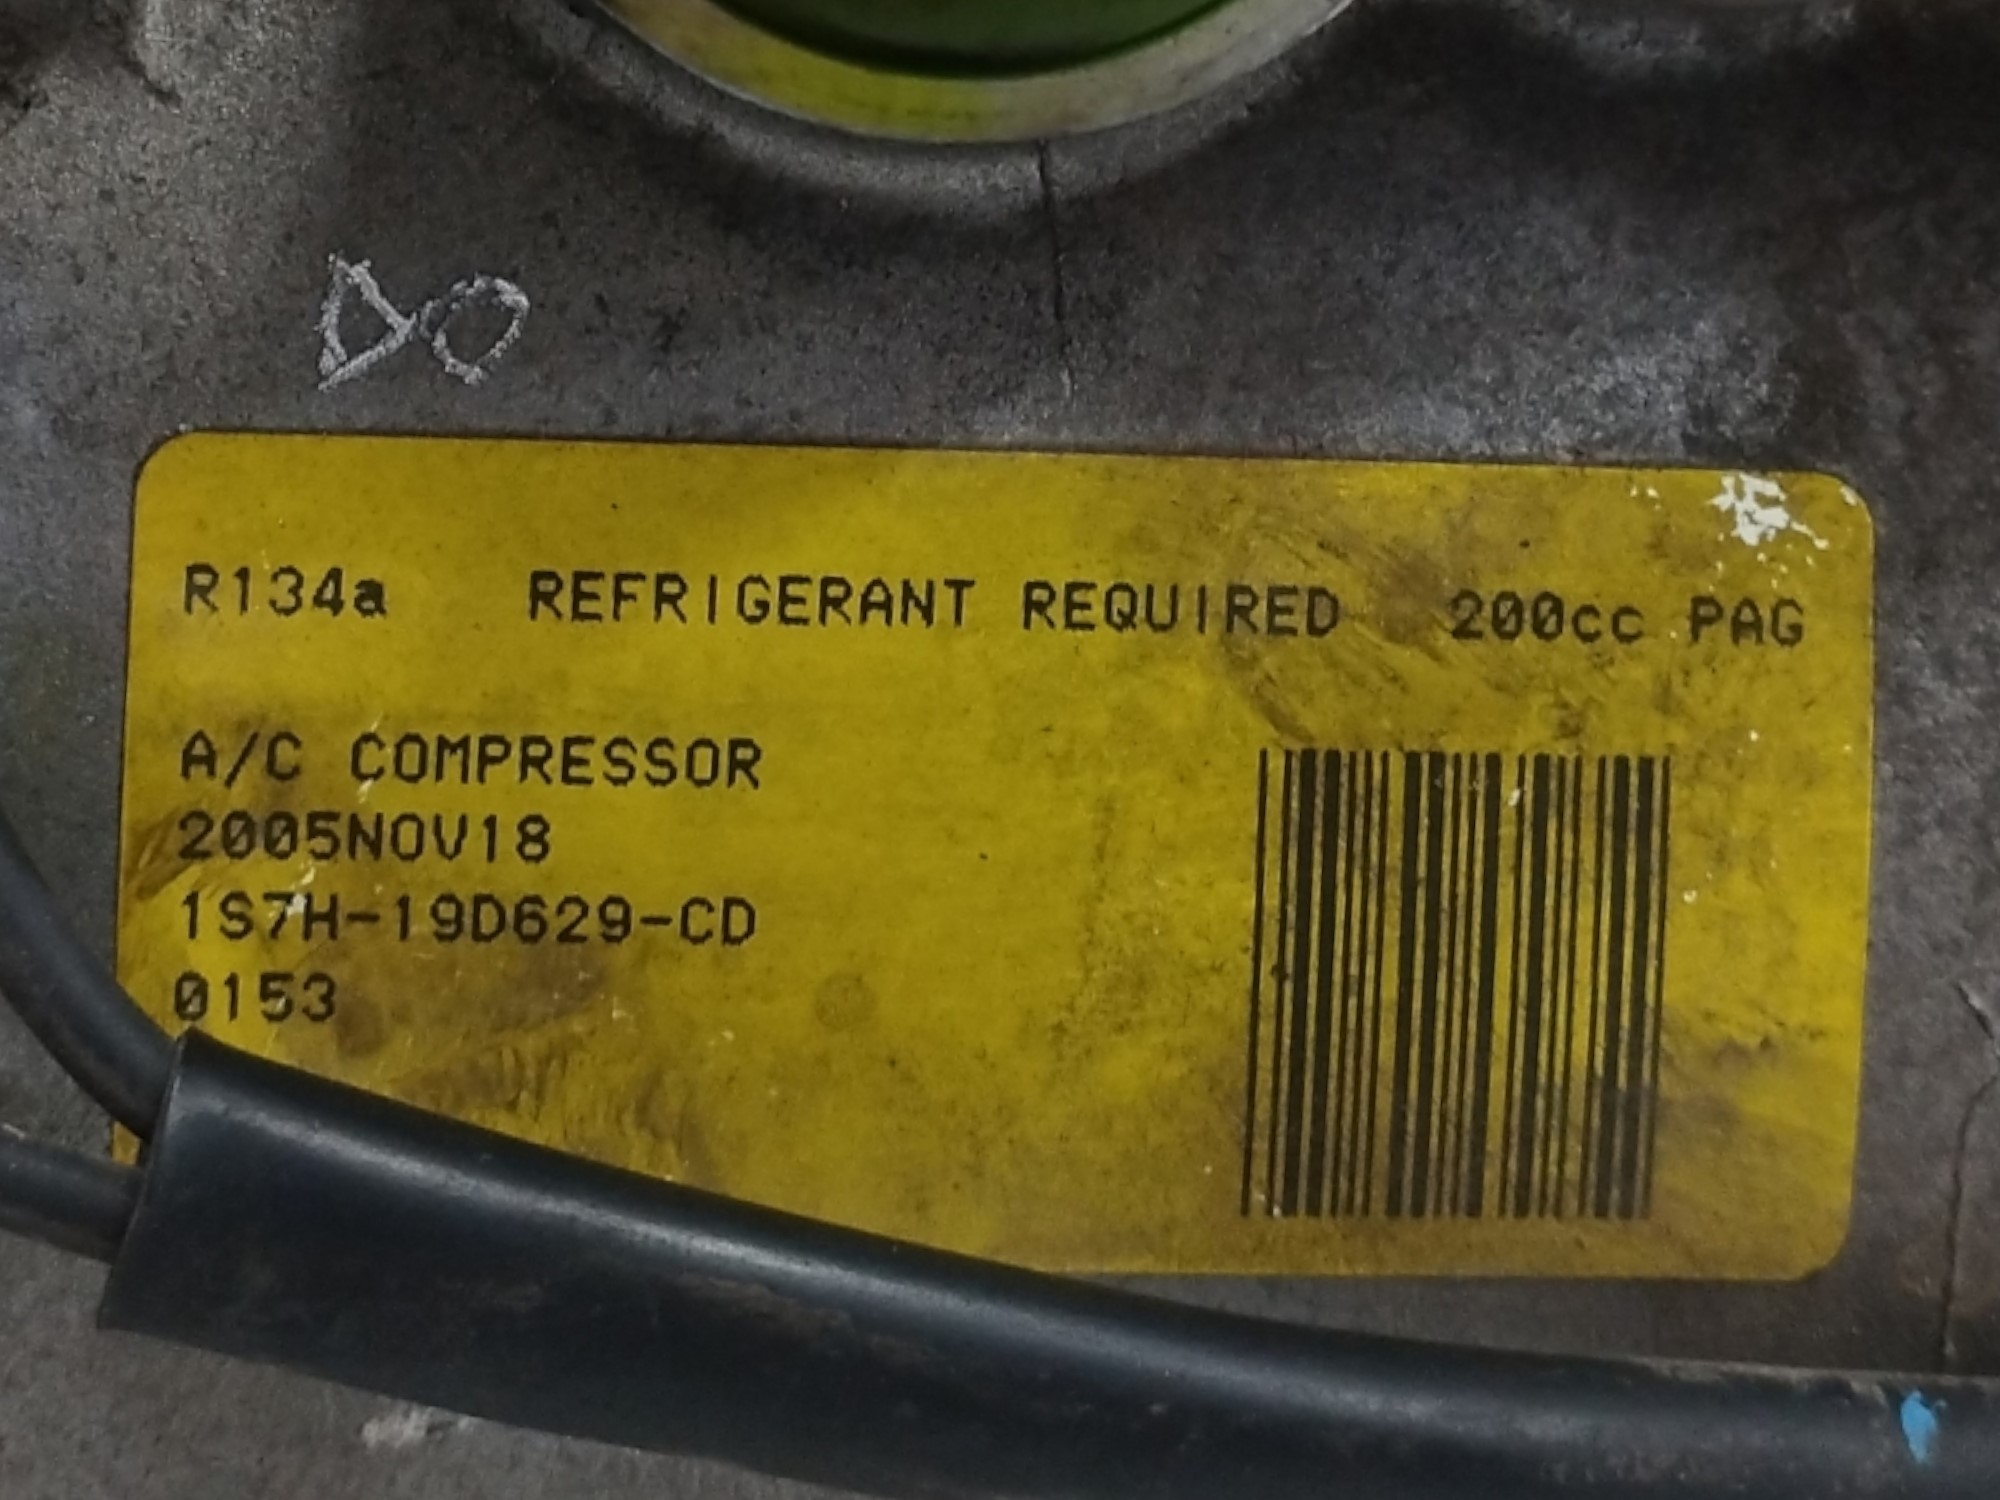 R134a REFRIGERANT REQUIRED 200cc PAG
A/C COMPRESSOR
2005NOV18
1S7H-19D629-CD
0153